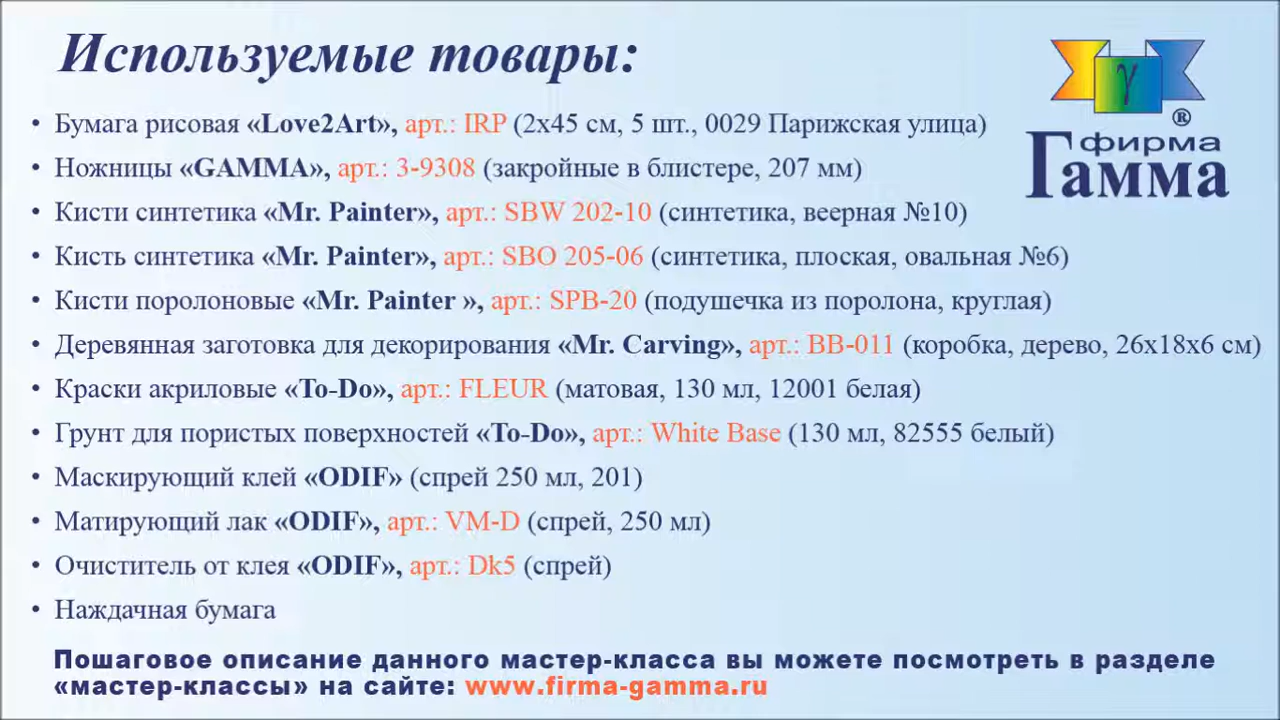 Используемые товары:
γ
®
фирма
Гамма
• Бумага рисовая «Love2Art», арт.: IRP (2x45 см, 5 шт., 0029 Парижская улица)
• Ножницы «GAMMA», арт.: 3-9308 (закройные в блистере, 207 мм)
• Кисти синтетика «Mr. Painter», арт.: SBW 202-10 (синтетика, веерная №10)
• Кисть синтетика «Mr. Painter», арт.: SBO 205-06 (синтетика, плоская, овальная №6)
• Кисти поролоновые «Mr. Painter », арт.: SPB-20 (подушечка из поролона, круглая)
• Деревянная заготовка для декорирования «Mr. Carving», арт.: BB-011 (коробка, дерево, 26x18x6 см)
• Краски акриловые «To-Do», арт.: FLEUR (матовая, 130 мл, 12001 белая)
• Грунт для пористых поверхностей «To-Do», арт.: White Base (130 мл, 82555 белый)
• Маскирующий клей «ODIF» (спрей 250 мл, 201)
• Матирующий лак «ODIF», арт.: VM-D (спрей, 250 мл)
• Очиститель от клея «ODIF», арт.: Dk5 (спрей)
• Наждачная бумага
Пошаговое описание данного мастер-класса вы можете посмотреть в разделе
«мастер-классы» на сайте: www.firma-gamma.ru